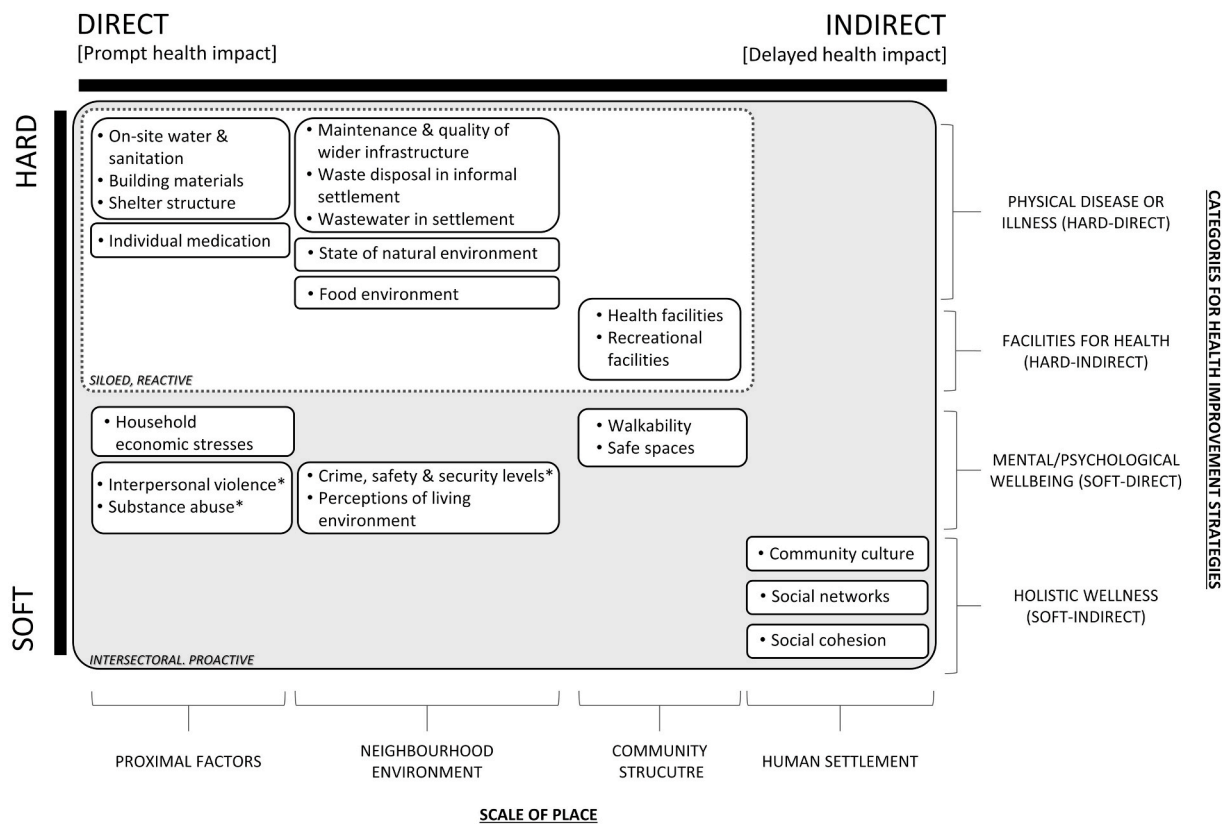 DIRECT
[Prompt health impact]
INDIRECT
[Delayed health impact]
HARD
SOFT
• On-site water &
sanitation
• Building materials
• Shelter structure
• Individual medication
• Maintenance & quality of
wider infrastructure
• Waste disposal in informal
settlement
• Wastewater in settlement
• State of natural environment
• Food environment
• Health facilities
• Recreational
facilities
SILOED, REACTIVE
• Household
economic stresses
• Interpersonal violence*
• Substance abuse*
• Crime, safety & security levels*
• Perceptions of living
environment
• Walkability
• Safe spaces
• Community culture
• Social networks
• Social cohesion
INTERSECTORAL. PROACTIVE
PHYSICAL DISEASE OR
ILLNESS (HARD-DIRECT)
FACILITIES FOR HEALTH
(HARD-INDIRECT)
MENTAL/PSYCHOLOGICAL
WELLBEING (SOFT-DIRECT)
HOLISTIC WELLNESS
(SOFT-INDIRECT)
CATEGORIES FOR HEALTH IMPROVEMENT STRATEGIES
PROXIMAL FACTORS
NEIGHBOURHOOD
ENVIRONMENT
COMMUNITY
STRUCUTRE
HUMAN SETTLEMENT
SCALE OF PLACE